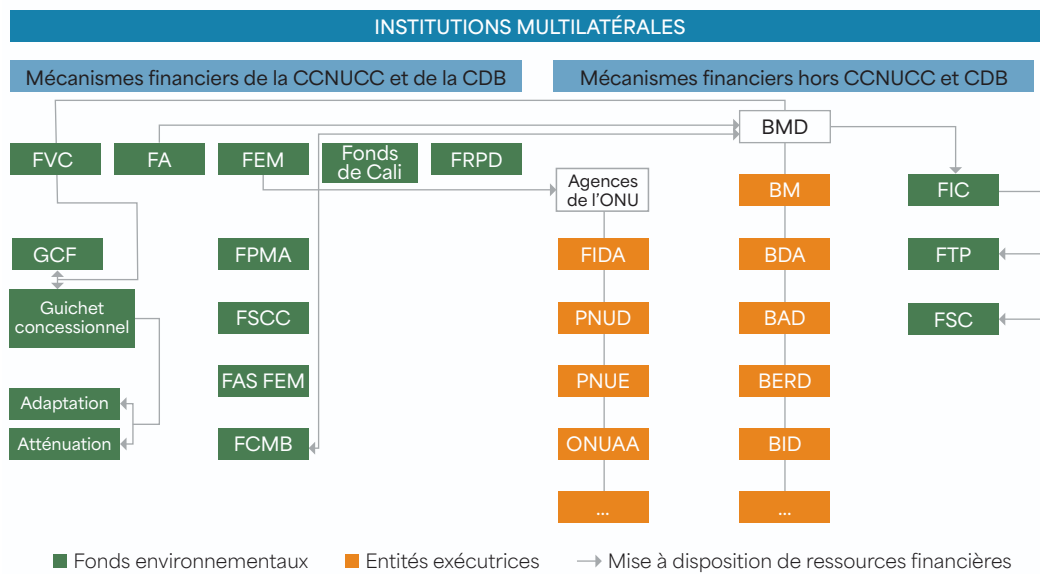 INSTITUTIONS MULTILATÉRALES
Mécanismes financiers de la CCNUCC et de la CDB
Mécanismes financiers hors CCNUCC et CDB
BMD
FVC
FA
FEM
Fonds
de Cali
FRPD
Agences
de l'ONU
BM
FIC
GCF
FPMA
FIDA
BDA
FTP
Guichet
concessionnel
FSCC
PNUD
BAD
FSC
Adaptation
FAS FEM
PNUE
BERD
Atténuation
FCMB
ONUAA
BID
...
...
Fonds environnementaux
Entités exécutrices
Mise à disposition de ressources financières